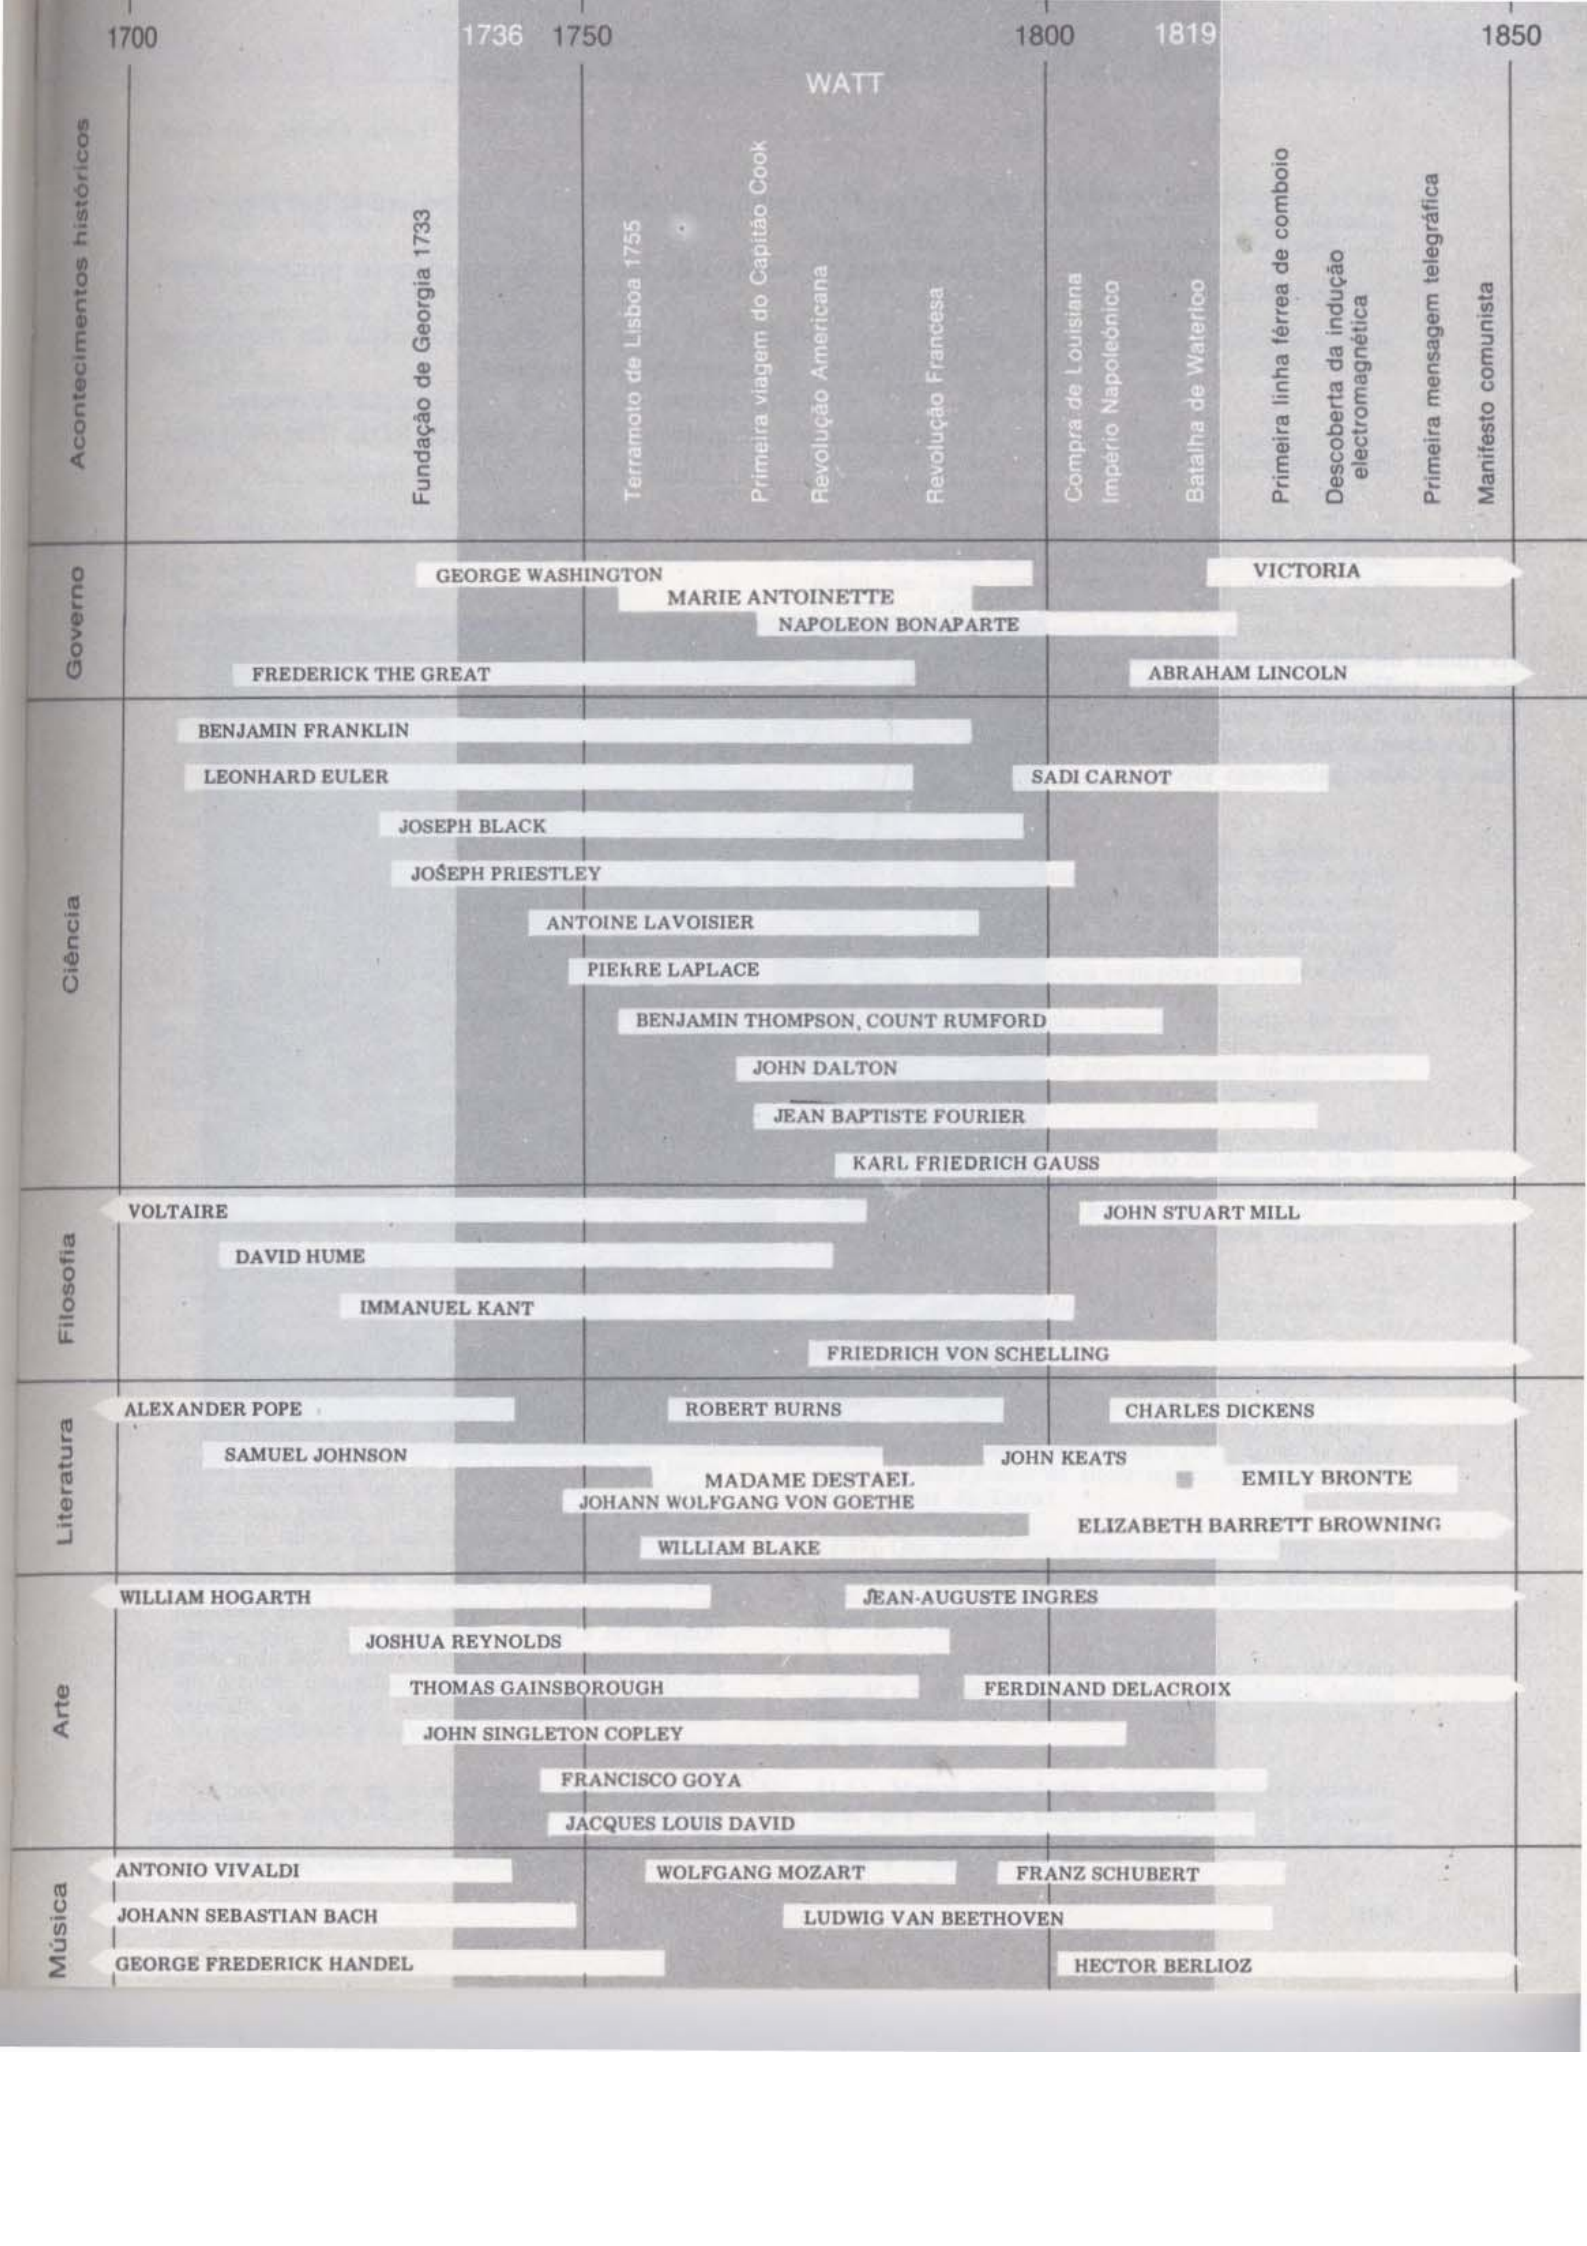 1700 1736 1750 1800 1819 1850
WATT
Acontecimentos históricos
Fundação de Georgia 1733
Terramoto de Lisboa 1755
Primeira viagem do Capitão Cook
Revolução Americana
Revolução Francesa
Compra de Louisiana
Império Napoleónico
Batalha de Waterloo
Primeira linha férrea de comboio
Descoberta da indução
electromagnética
Primeira mensagem telegráfica
Manifesto comunista
Governo
GEORGE WASHINGTON
VICTORIA
MARIE ANTOINETTE
NAPOLEON BONAPARTE
FREDERICK THE GREAT
ABRAHAM LINCOLN
Ciência
BENJAMIN FRANKLIN
LEONHARD EULER
SADI CARNOT
JOSEPH BLACK
JOSEPH PRIESTLEY
ANTOINE LAVOISIER
PIERRE LAPLACE
BENJAMIN THOMPSON, COUNT RUMFORD
JOHN DALTON
JEAN BAPTISTE FOURIER
KARL FRIEDRICH GAUSS
Filosofia
VOLTAIRE
JOHN STUART MILL
DAVID HUME
IMMANUEL KANT
FRIEDRICH VON SCHELLING
Literatura
ALEXANDER POPE
ROBERT BURNS
CHARLES DICKENS
SAMUEL JOHNSON
JOHN KEATS
MADAME DESTAEL
EMILY BRONTE
JOHANN WOLFGANG VON GOETHE
ELIZABETH BARRETT BROWNING
WILLIAM BLAKE
Arte
WILLIAM HOGARTH
JEAN-AUGUSTE INGRES
JOSHUA REYNOLDS
THOMAS GAINSBOROUGH
FERDINAND DELACROIX
JOHN SINGLETON COPLEY
FRANCISCO GOYA
JACQUES LOUIS DAVID
Música
ANTONIO VIVALDI
WOLFGANG MOZART
FRANZ SCHUBERT
JOHANN SEBASTIAN BACH
LUDWIG VAN BEETHOVEN
GEORGE FREDERICK HANDEL
HECTOR BERLIOZ